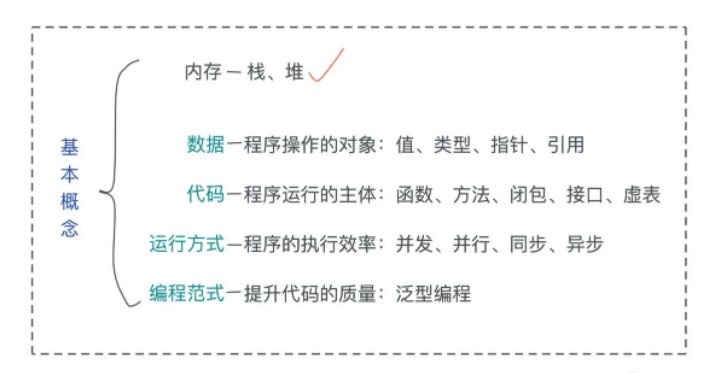 基本概念
内存 — 栈、堆
数据—程序操作的对象：值、类型、指针、引用
代码—程序运行的主体：函数、方法、闭包、接口、虚表
运行方式—程序的执行效率：并发、并行、同步、异步
编程范式—提升代码的质量：泛型编程